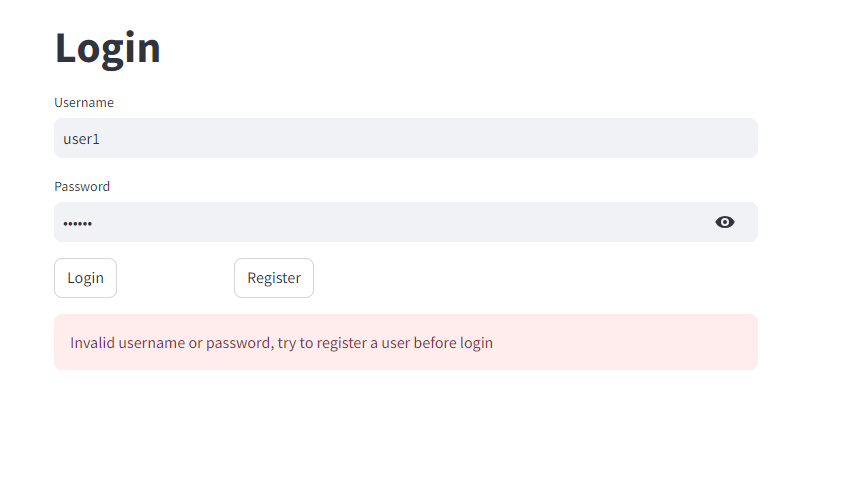 Login
Username
user1
Password
••••••
Login Register
Invalid username or password, try to register a user before login